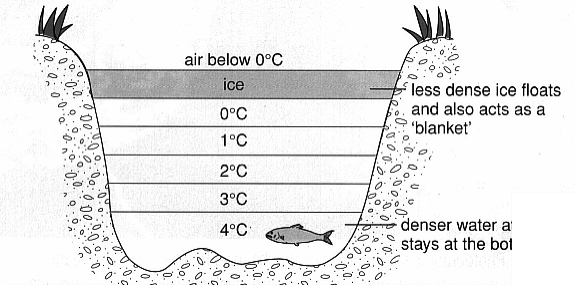 air below 0°C
ice
less dense ice floats
and also acts as a
'blanket'
0°C
1°C
2°C
3°C
4°C
denser water
stays at the